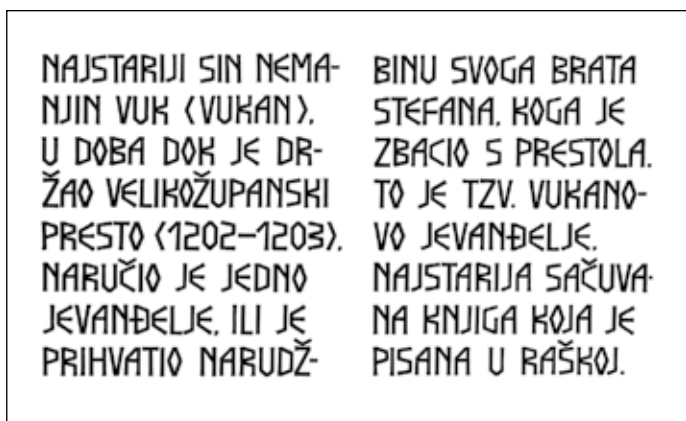 NAJSTARIJI SIN NEMA-
NJIN VUK (VUKAN),
U DOBA DOK JE DR-
ŽAO VELIKOŽUPANSKI
PRESTO (1202–1203),
NARUČIO JE JEDNO
JEVANĐELJE, ILI JE
PRIHVATIO NARUDŽ-
BINU SVOGA BRATA
STEFANA, KOGA JE
ZBACIO S PRESTOLA.
TO JE TZV. VUKANO-
VO JEVANĐELJE.
NAJSTARIJA SAČUVA-
NA KNJIGA KOJA JE
PISANA U RAŠKOJ.